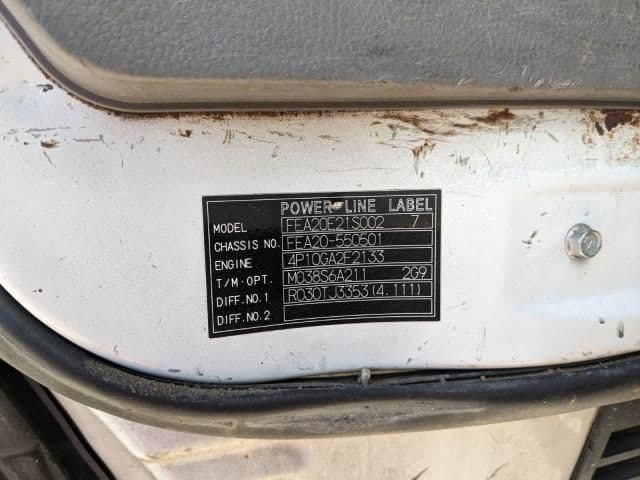 POWER-LINE LABEL
MODEL FEA20E21S002 7
CHASSIS NO. FEA20-550501
ENGINE 4P10GA2F2133
T/M·OPT. M038S6A211 2G9
DIFF.NO.1 R030TJ3353(4.111)
DIFF.NO.2